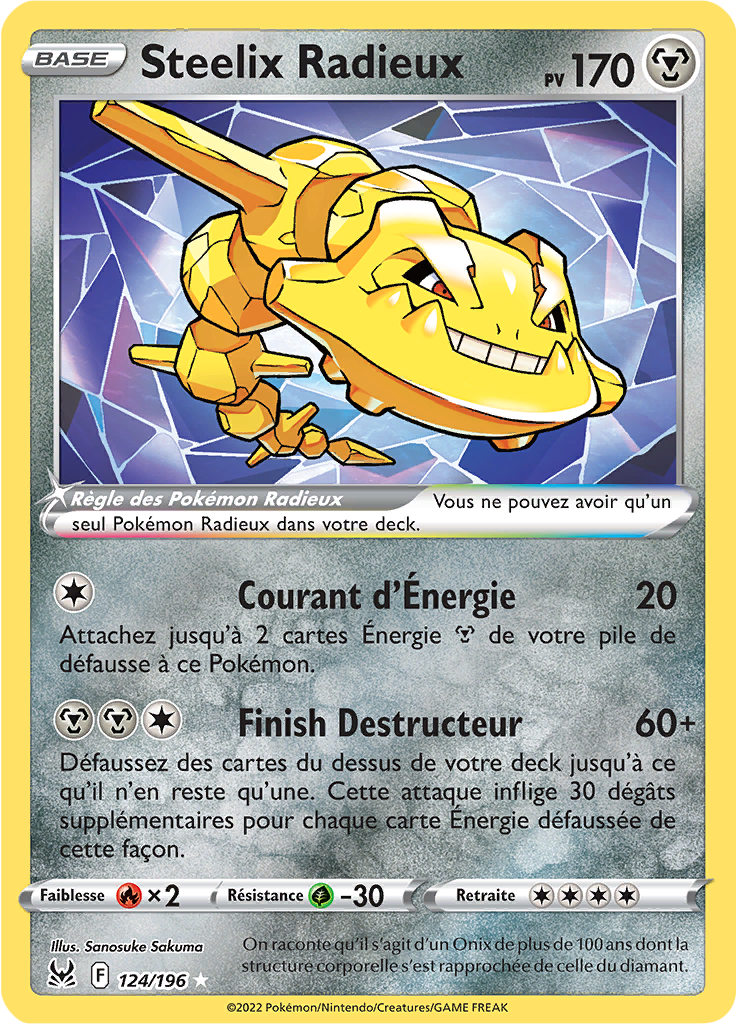 BASE Steelix Radieux PV 170
Règle des Pokémon Radieux Vous ne pouvez avoir qu'un
seul Pokémon Radieux dans votre deck.
Courant d'Énergie 20
Attachez jusqu'à 2 cartes Énergie de votre pile de
défausse à ce Pokémon.
Finish Destructeur 60+
Défaussez des cartes du dessus de votre deck jusqu'à ce
qu'il n'en reste qu'une. Cette attaque inflige 30 dégâts
supplémentaires pour chaque carte Énergie défaussée de
cette façon.
Faiblesse ×2 Résistance -30 Retraite
Illus. Sanosuke Sakuma
F 124/196
On raconte qu'il s'agit d'un Onix de plus de 100 ans dont la
structure corporelle s'est rapprochée de celle du diamant.
©2022 Pokémon/Nintendo/Creatures/GAME FREAK